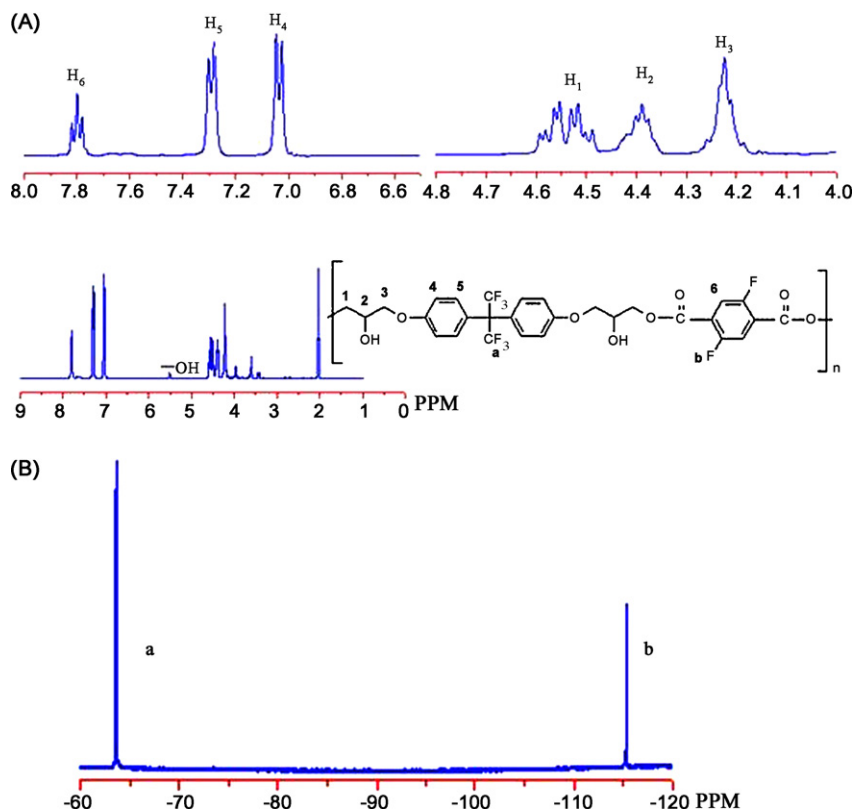 (A)
H6 H5 H4 H1 H2 H3
8.0 7.8 7.6 7.4 7.2 7.0 6.8 6.6
4.8 4.7 4.6 4.5 4.4 4.3 4.2 4.1 4.0
1 2 3 4 5 6
O OH O CF3 CF3 a O OH O C O F F b C O O n
—OH
9 8 7 6 5 4 3 2 1 0 PPM
(B)
a b
-60 -70 -80 -90 -100 -110 -120 PPM